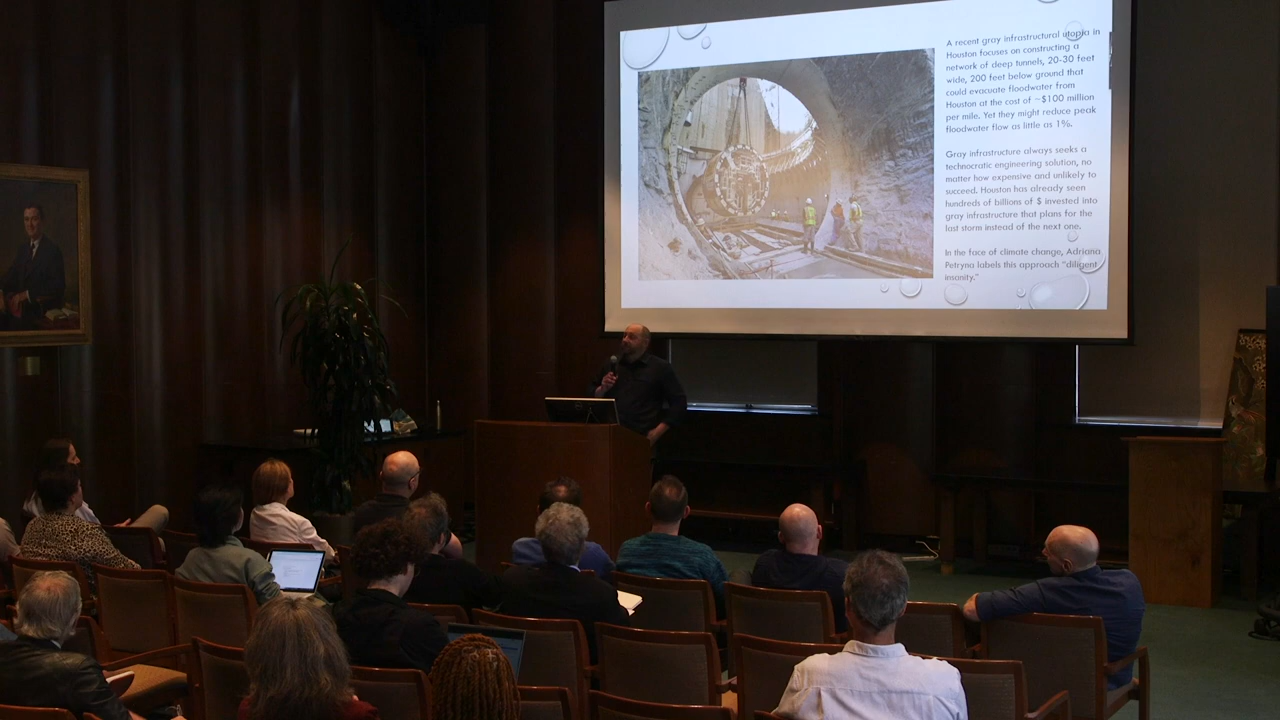 A recent gray infrastructural utopia in
Houston focuses on constructing a
network of deep tunnels, 20-30 feet
wide, 200 feet below ground that
could evacuate floodwater from
Houston at the cost of ~$100 million
per mile. Yet they might reduce peak
floodwater flow as little as 1%.
Gray infrastructure always seeks a
technocratic engineering solution, no
matter how expensive and unlikely to
succeed. Houston has already seen
hundreds of billions of $ invested into
gray infrastructure that plans for the
last storm instead of the next one.
In the face of climate change, Adriana
Petryna labels this approach "diligent
insanity."